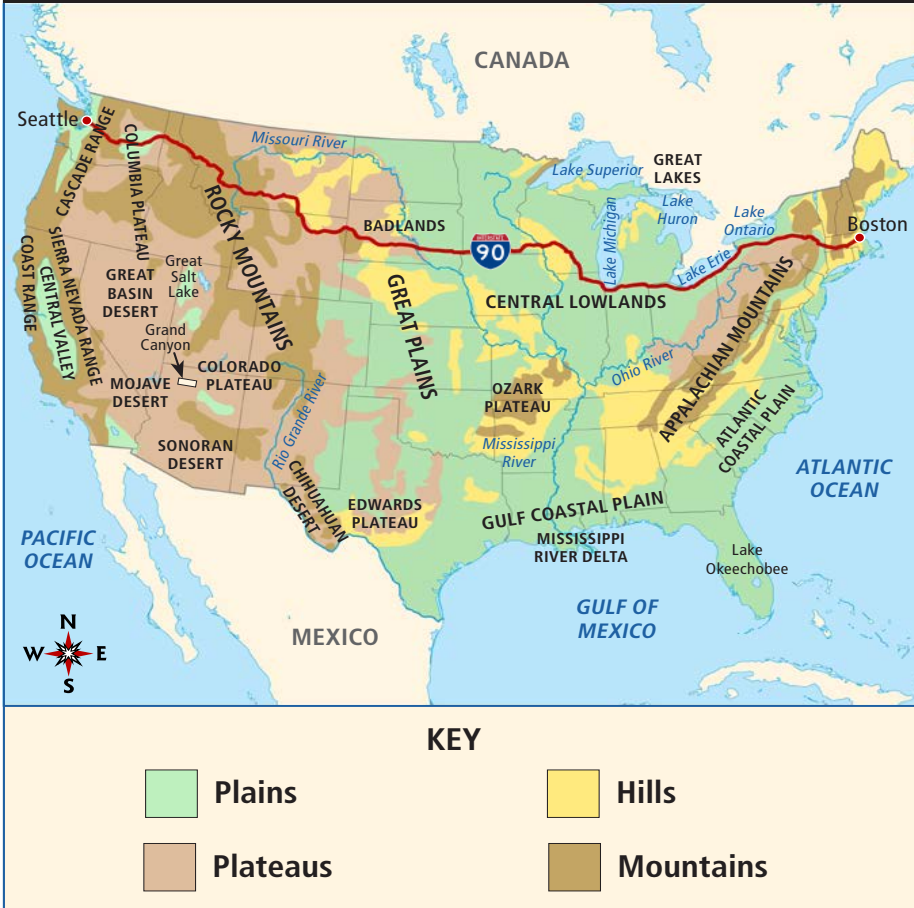 CANADA
Seattle
Missouri River
CASCADE RANGE
COLUMBIA PLATEAU
Lake Superior
GREAT
LAKES
Lake Michigan
Lake
Huron
Lake
Ontario
Lake Erie
Boston
ROCKY MOUNTAINS
BADLANDS
INTERSTATE
90
COAST RANGE
CENTRAL VALLEY
SIERRA NEVADA RANGE
GREAT
BASIN
DESERT
Great
Salt
Lake
Grand
Canyon
GREAT PLAINS
CENTRAL LOWLANDS
APPALACHIAN MOUNTAINS
Ohio River
MOJAVE
DESERT
COLORADO
PLATEAU
Rio Grande River
OZARK
PLATEAU
Mississippi
River
ATLANTIC
COASTAL PLAIN
SONORAN
DESERT
CHIHUAHUAN
DESERT
EDWARDS
PLATEAU
GULF COASTAL PLAIN
MISSISSIPPI
RIVER DELTA
ATLANTIC
OCEAN
PACIFIC
OCEAN
Lake
Okeechobee
GULF OF
MEXICO
MEXICO
N
W E
S
KEY
Plains
Hills
Plateaus
Mountains